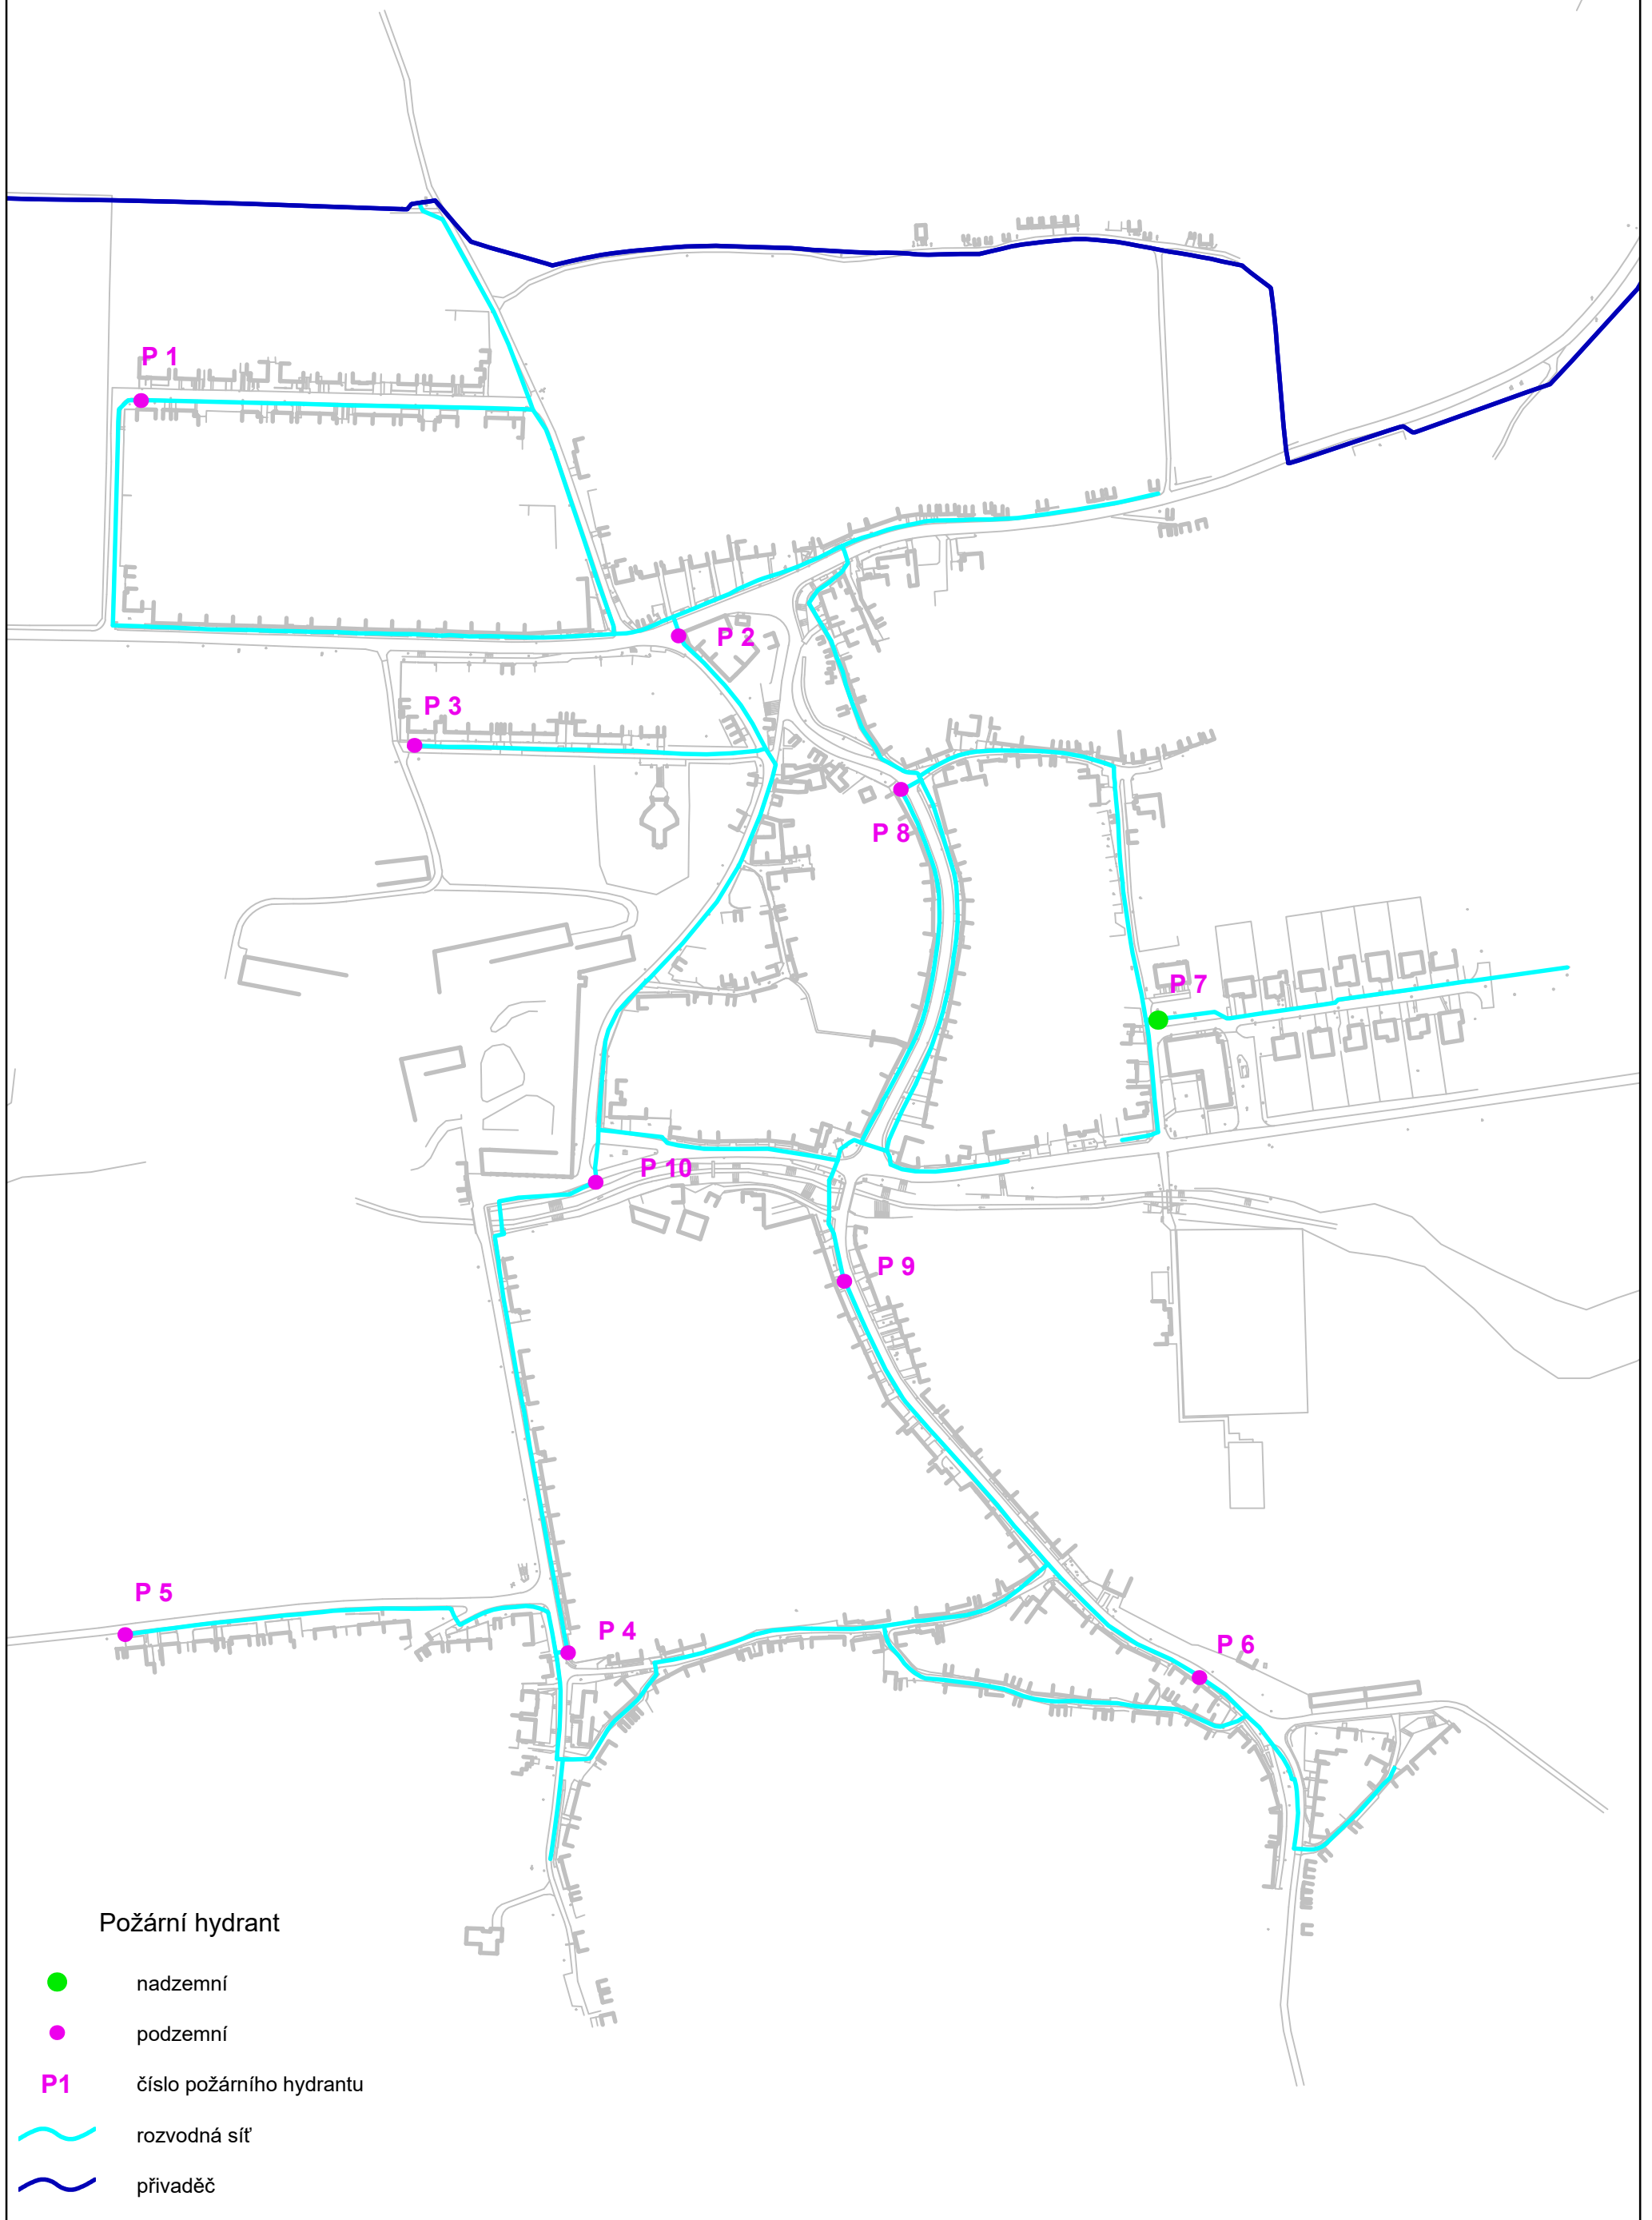 P 1
P 2
P 3
P 8
P 7
P 10
P 9
P 5
P 4
P 6
Požární hydrant
nadzemní
podzemní
P1 číslo požárního hydrantu
rozvodná síť
přivaděč